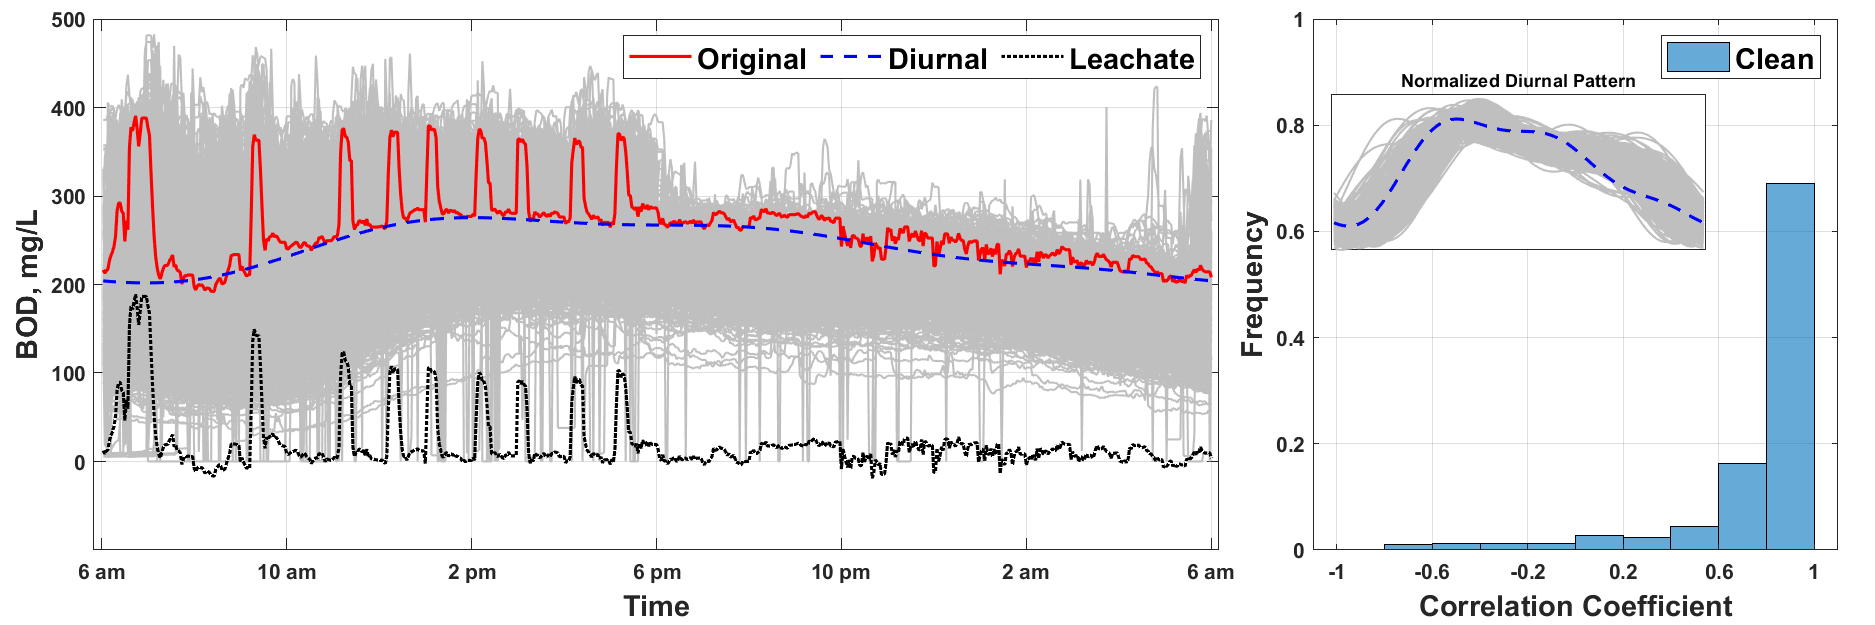 500
400
300
200
100
0
BOD, mg/L
Original Diurnal Leachate
6 am 10 am 2 pm 6 pm 10 pm 2 am 6 am
Time
1
0.8
0.6
0.4
0.2
0
Frequency
Clean
Normalized Diurnal Pattern
-1 -0.6 -0.2 0.2 0.6 1
Correlation Coefficient